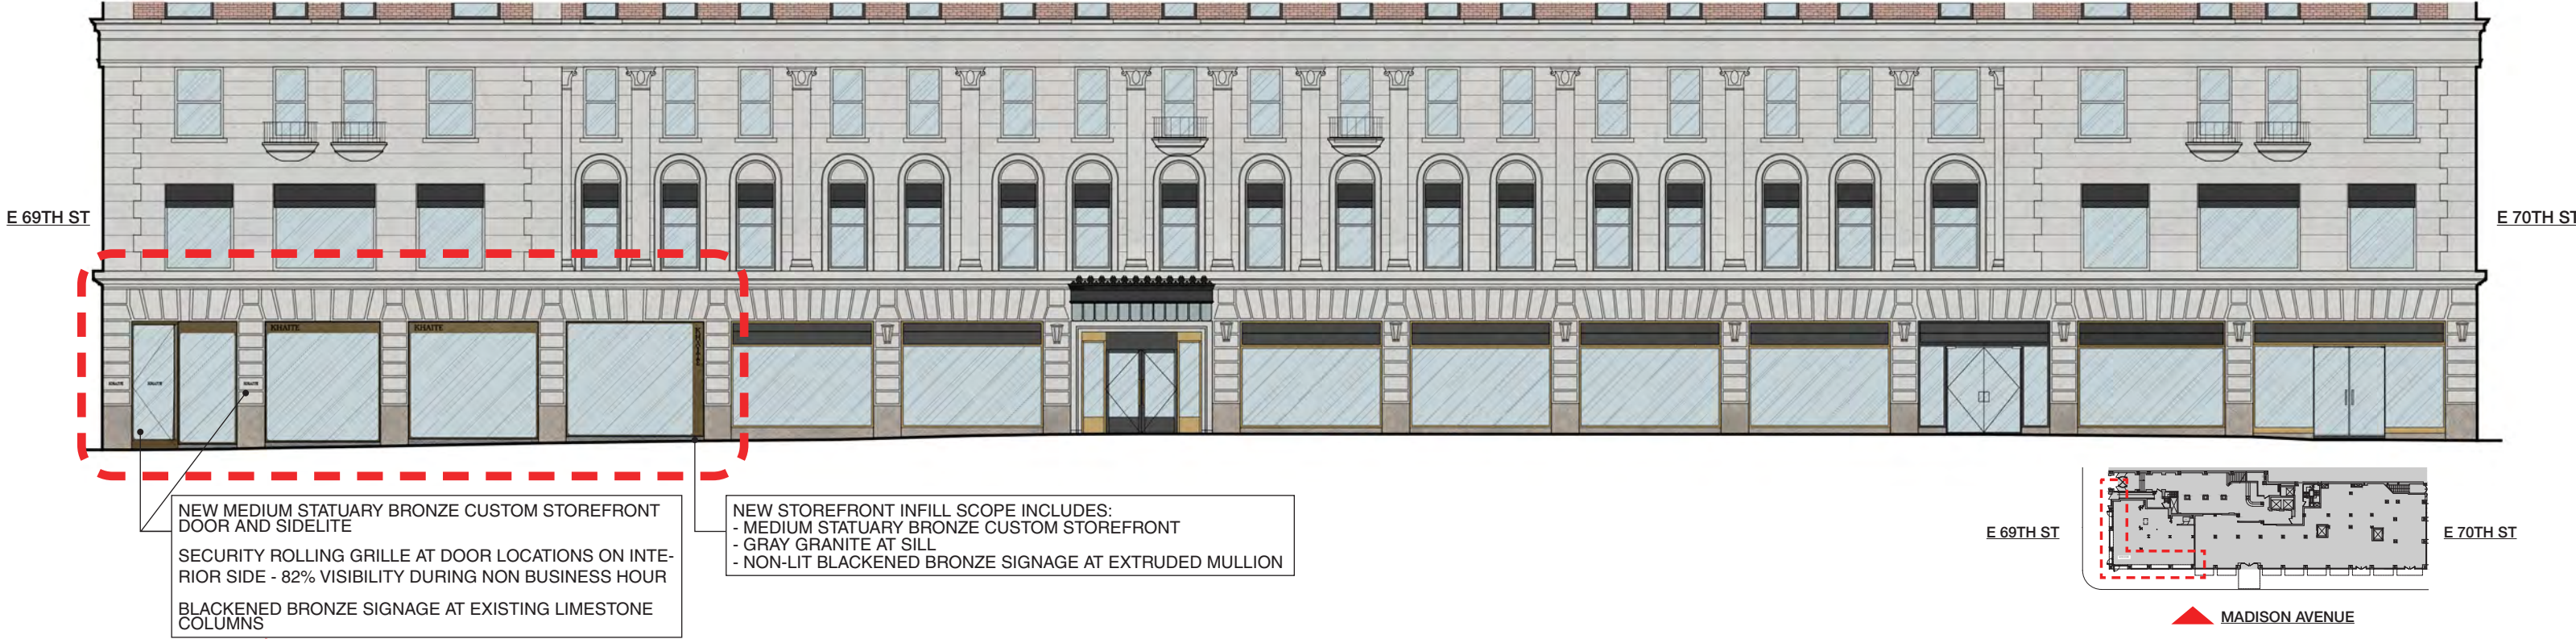 E 69TH ST
E 70TH ST
KHAITE
KHAITE
KHAITE
KHAITE
KHAITE
KHAITE
NEW MEDIUM STATUARY BRONZE CUSTOM STOREFRONT
DOOR AND SIDELITE
SECURITY ROLLING GRILLE AT DOOR LOCATIONS ON INTE-
RIOR SIDE - 82% VISIBILITY DURING NON BUSINESS HOUR
BLACKENED BRONZE SIGNAGE AT EXISTING LIMESTONE
COLUMNS
NEW STOREFRONT INFILL SCOPE INCLUDES:
- MEDIUM STATUARY BRONZE CUSTOM STOREFRONT
- GRAY GRANITE AT SILL
- NON-LIT BLACKENED BRONZE SIGNAGE AT EXTRUDED MULLION
E 69TH ST
E 70TH ST
MADISON AVENUE